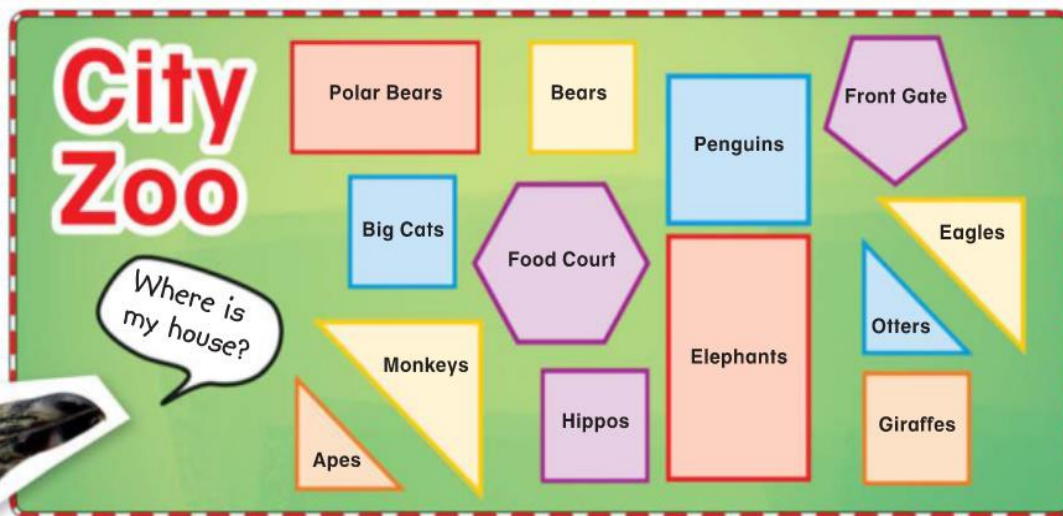 City
Zoo
Polar Bears
Bears
Penguins
Front Gate
Big Cats
Food Court
Eagles
Where is
my house?
Otters
Monkeys
Elephants
Hippos
Giraffes
Apes